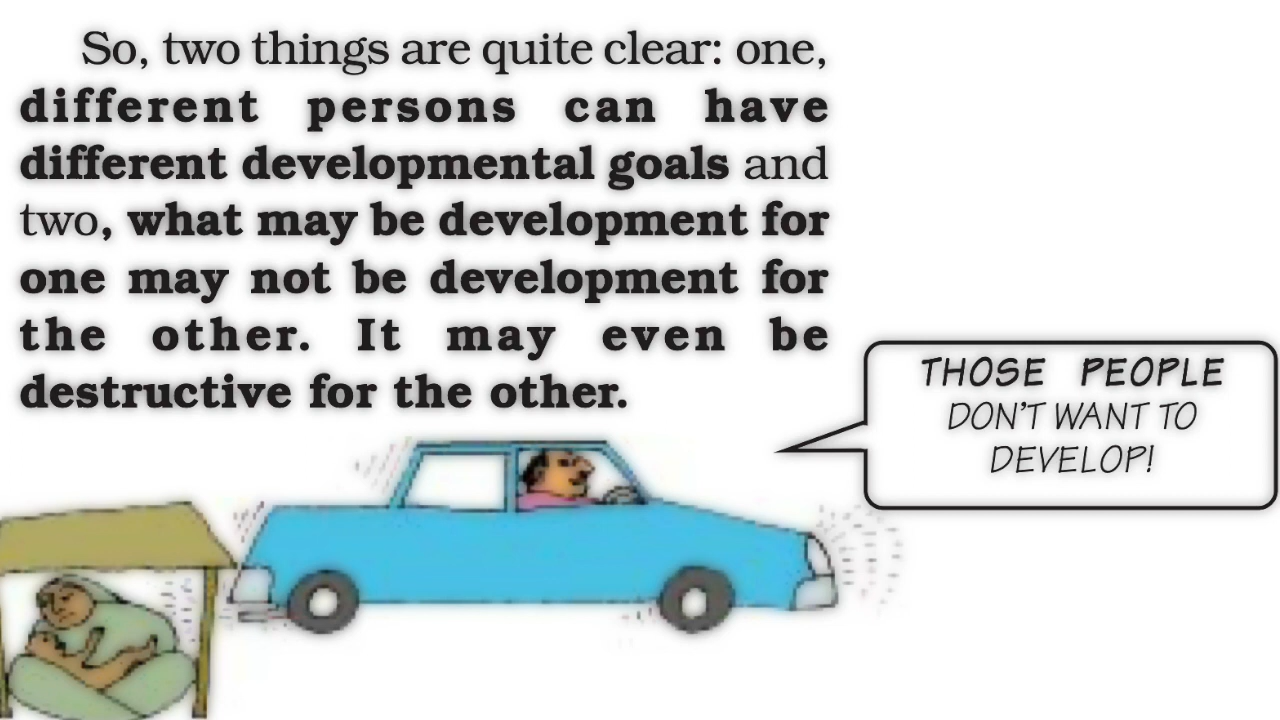 So, two things are quite clear: one,
different persons can have
different developmental goals and
two, what may be development for
one may not be development for
the other. It may even be
destructive for the other.
THOSE PEOPLE
DON'T WANT TO
DEVELOP!